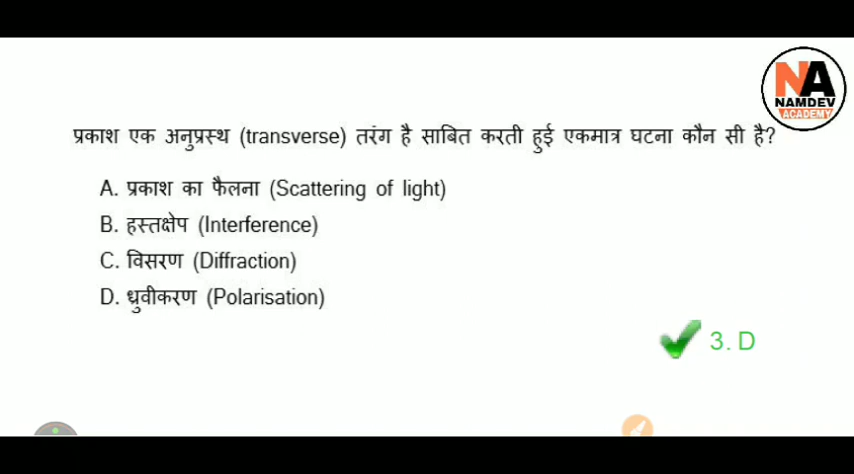 NA
NAMDEV
ACADEMY
प्रकाश एक अनुप्रस्थ (transverse) तरंग है साबित करती हुई एकमात्र घटना कौन सी है?
A. प्रकाश का फैलना (Scattering of light)
B. हस्तक्षेप (Interference)
C. विसरण (Diffraction)
D. ध्रुवीकरण (Polarisation)
3. D